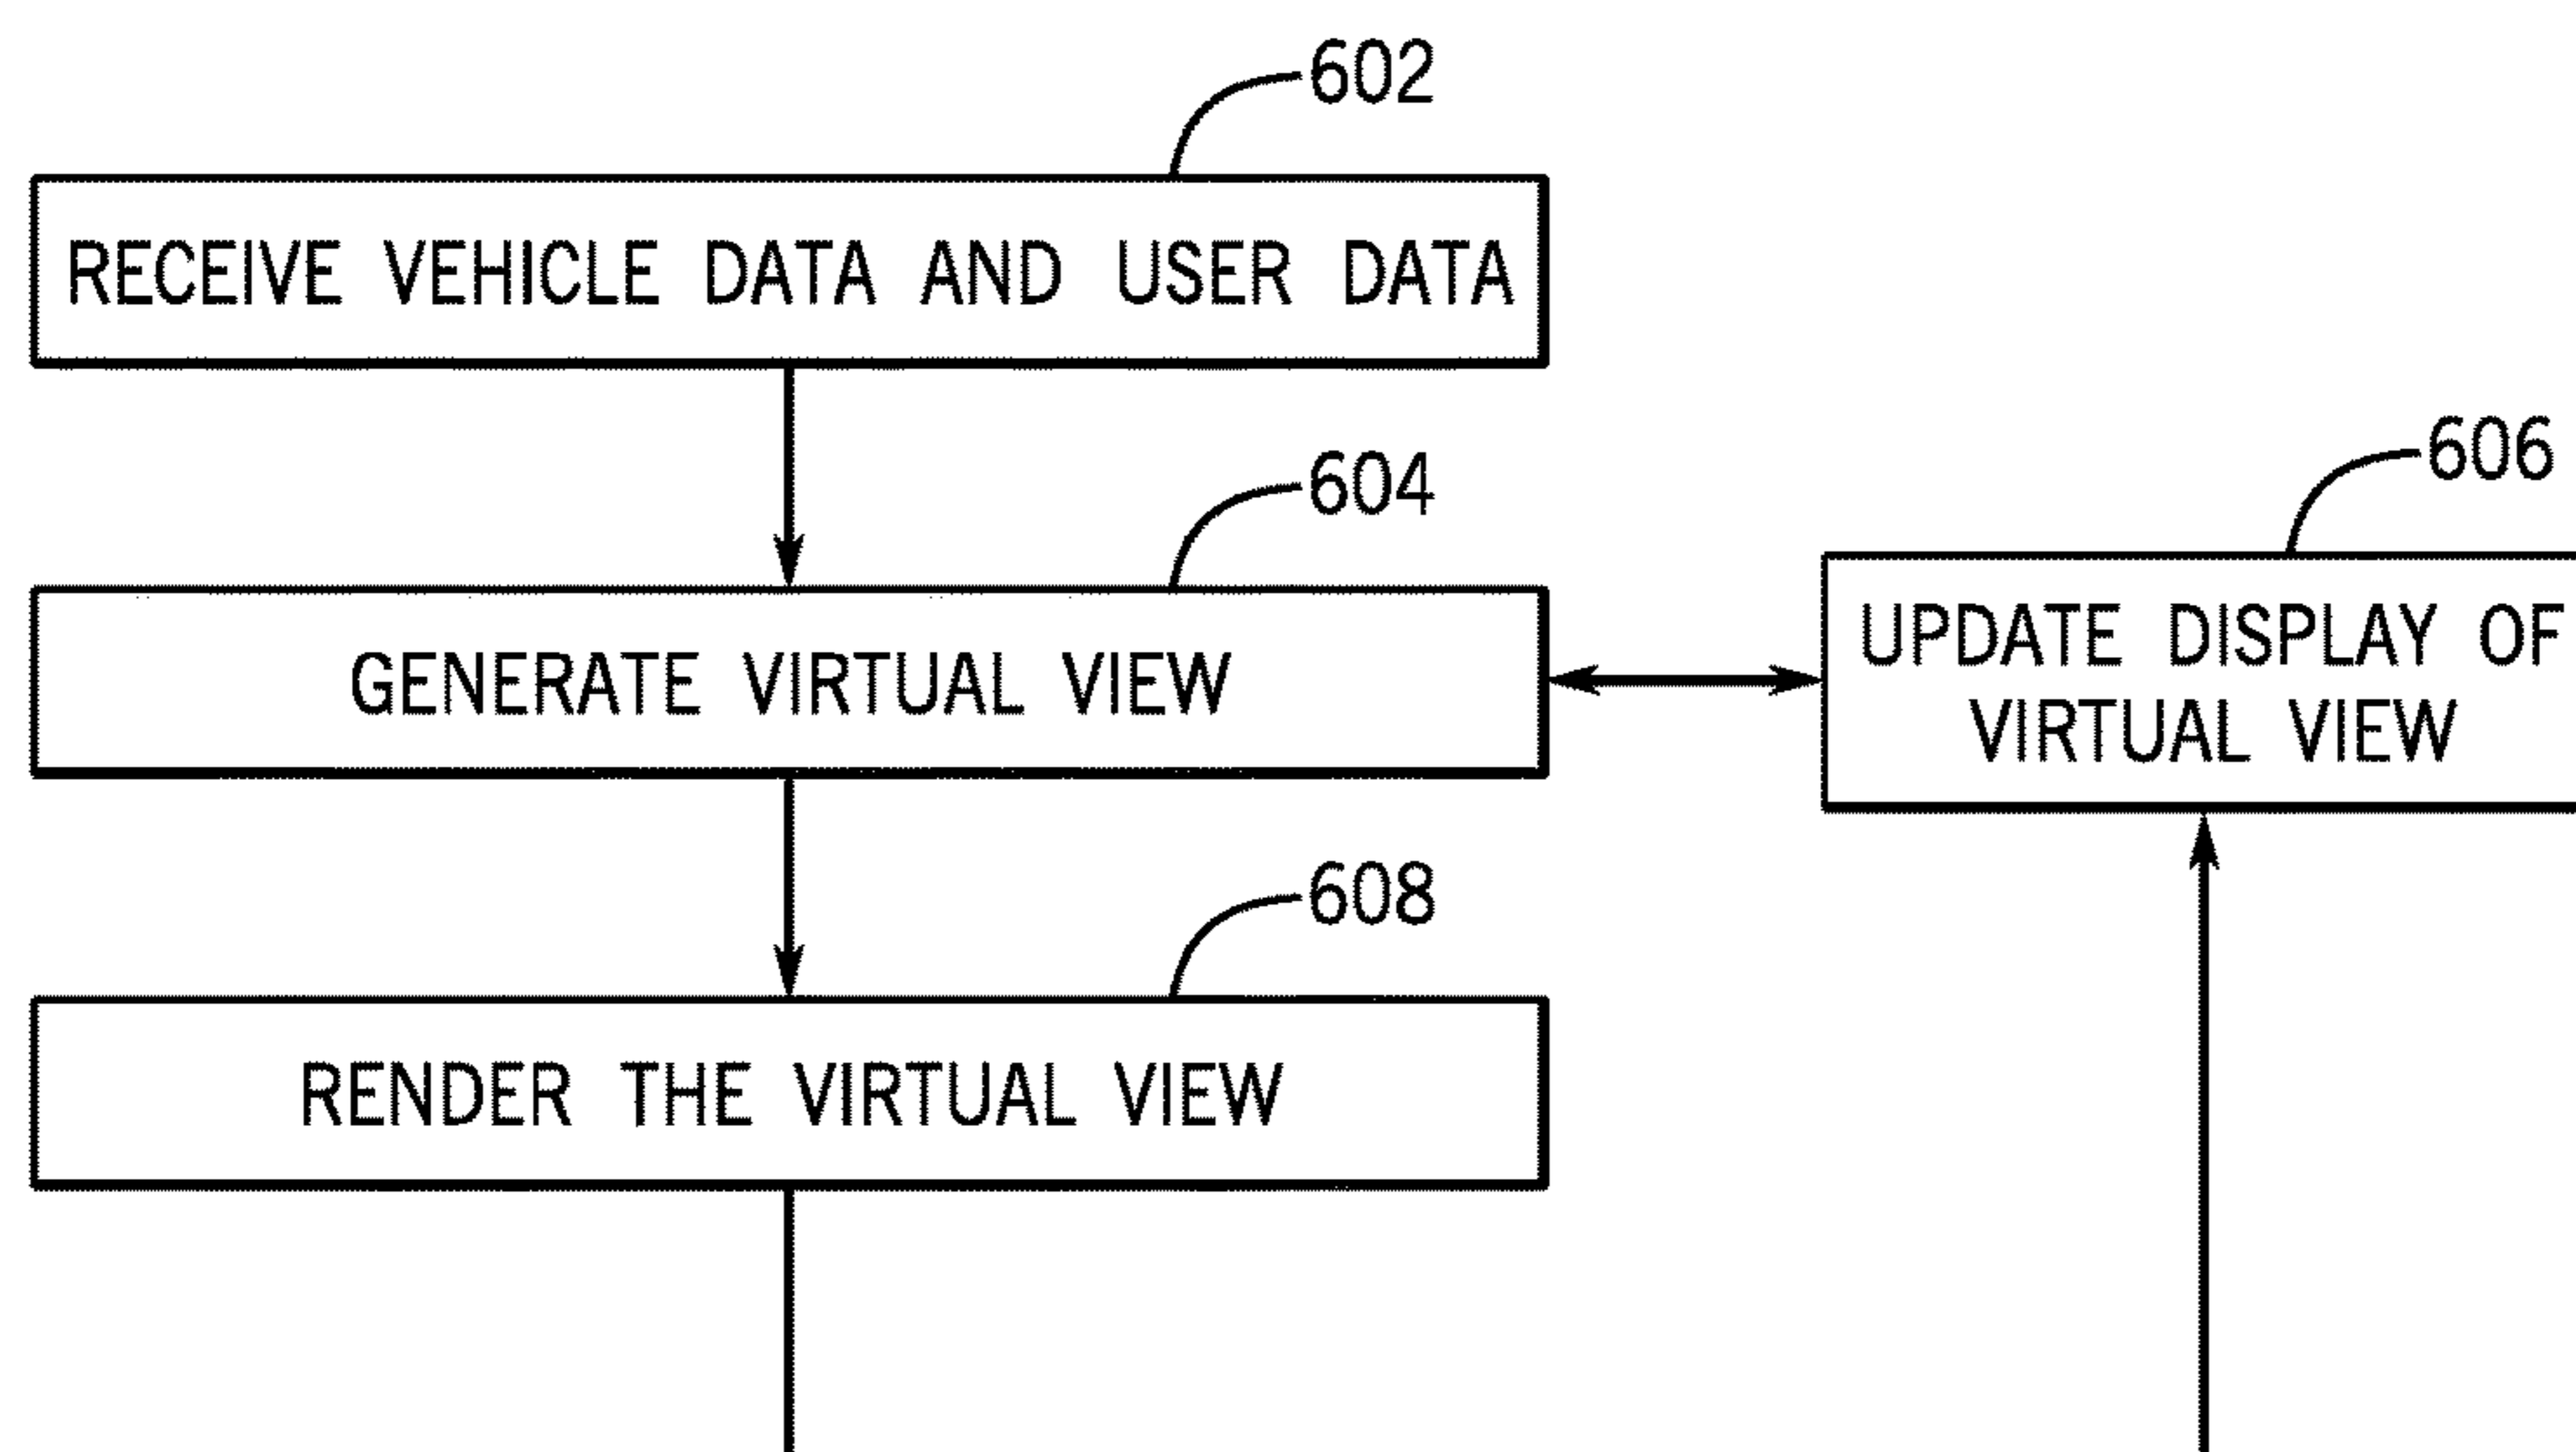 602
RECEIVE VEHICLE DATA AND USER DATA
604
GENERATE VIRTUAL VIEW
606
UPDATE DISPLAY OF
VIRTUAL VIEW
608
RENDER THE VIRTUAL VIEW